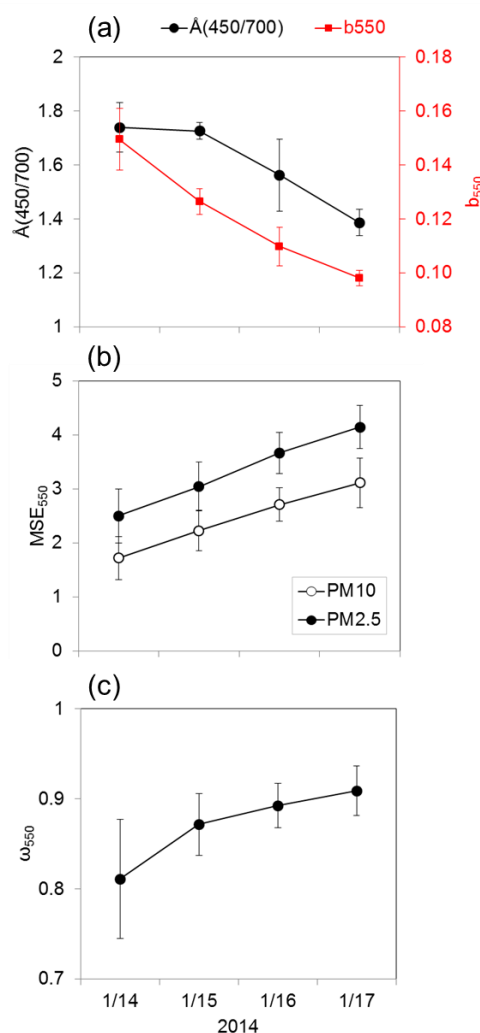 (a) Å(450/700) b550
2 0.18
1.8 0.16
1.6 0.14
1.4 0.12
1.2 0.10
1 0.08
Å(450/700)
b550
(b)
5
4
3
2
1
0
MSE550
PM10
PM2.5
(c)
1
0.9
0.8
0.7
ω550
1/14 1/15 1/16 1/17
2014